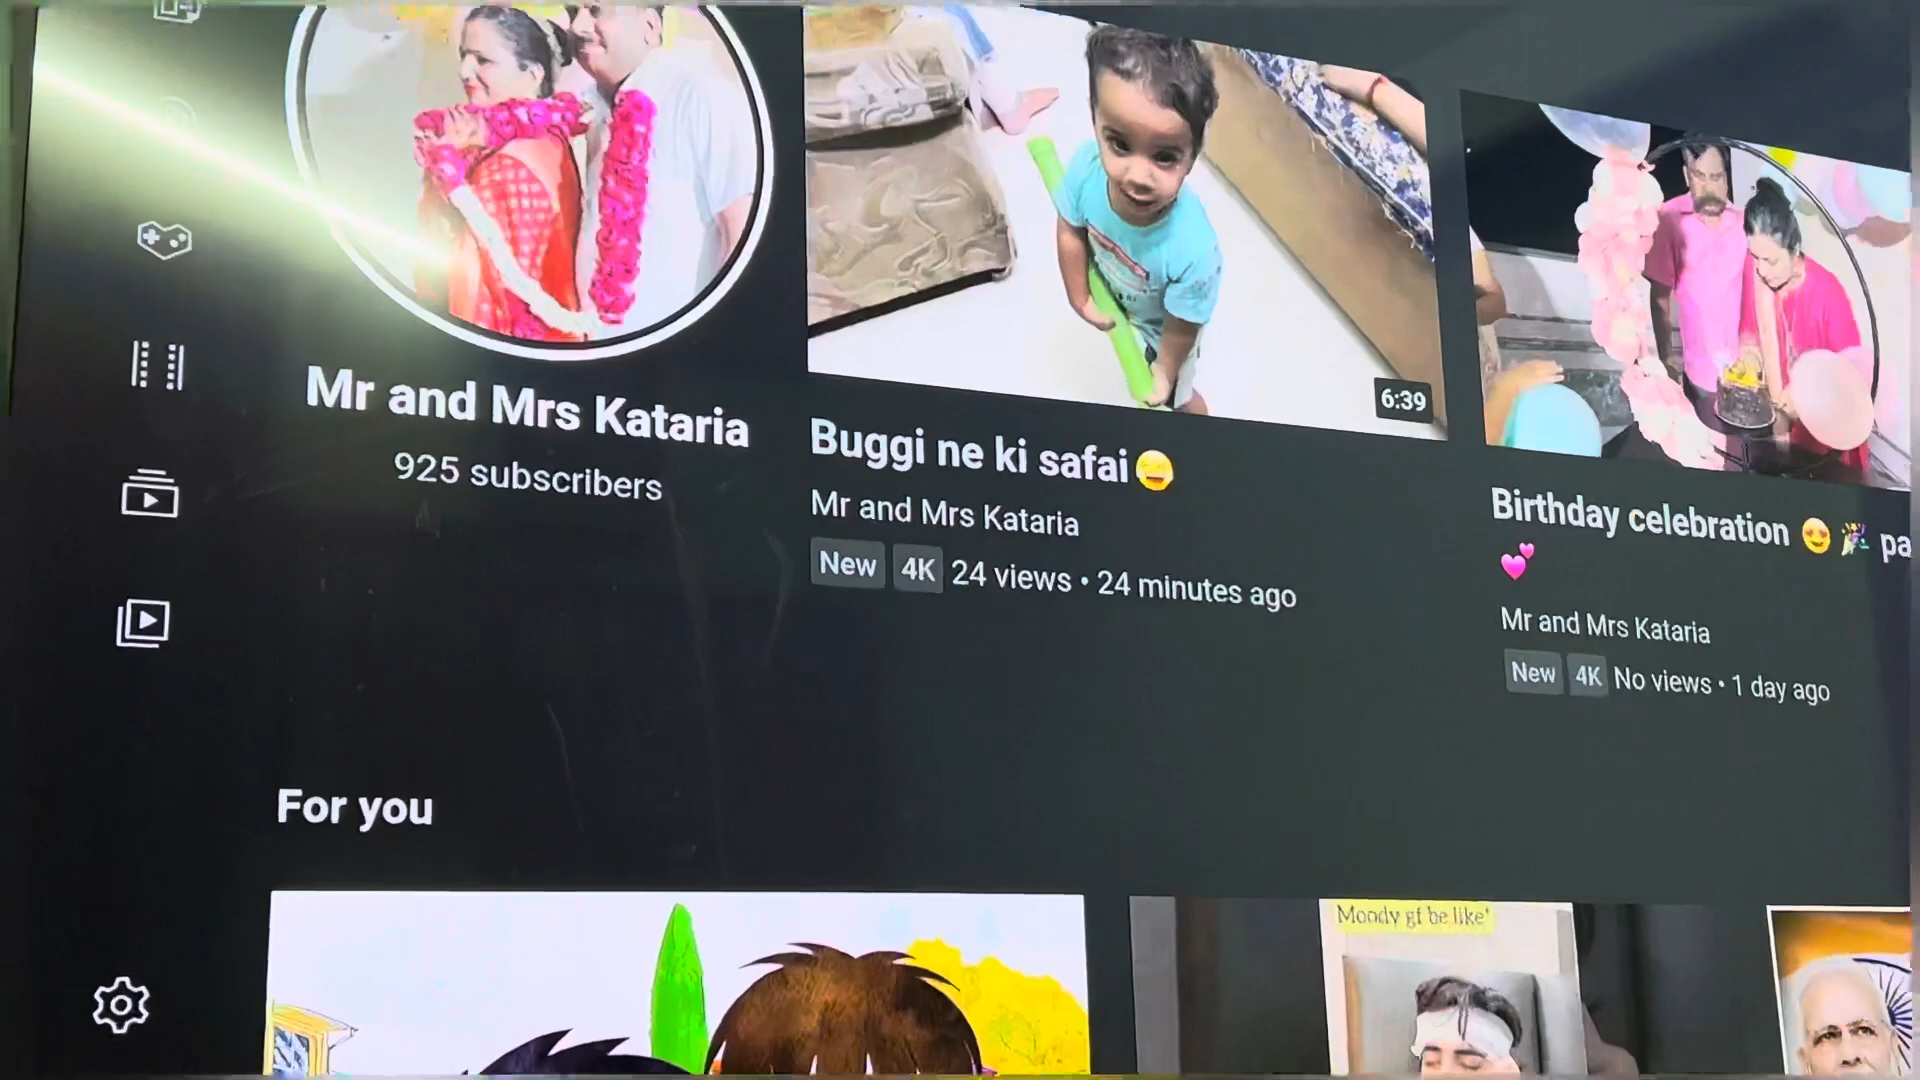 Mr and Mrs Kataria
925 subscribers
6:39
Buggi ne ki safai😄
Mr and Mrs Kataria
New 4K 24 views • 24 minutes ago
Birthday celebration 😍 🎉 pa
💕
Mr and Mrs Kataria
New 4K No views • 1 day ago
For you
Moody gf be like'